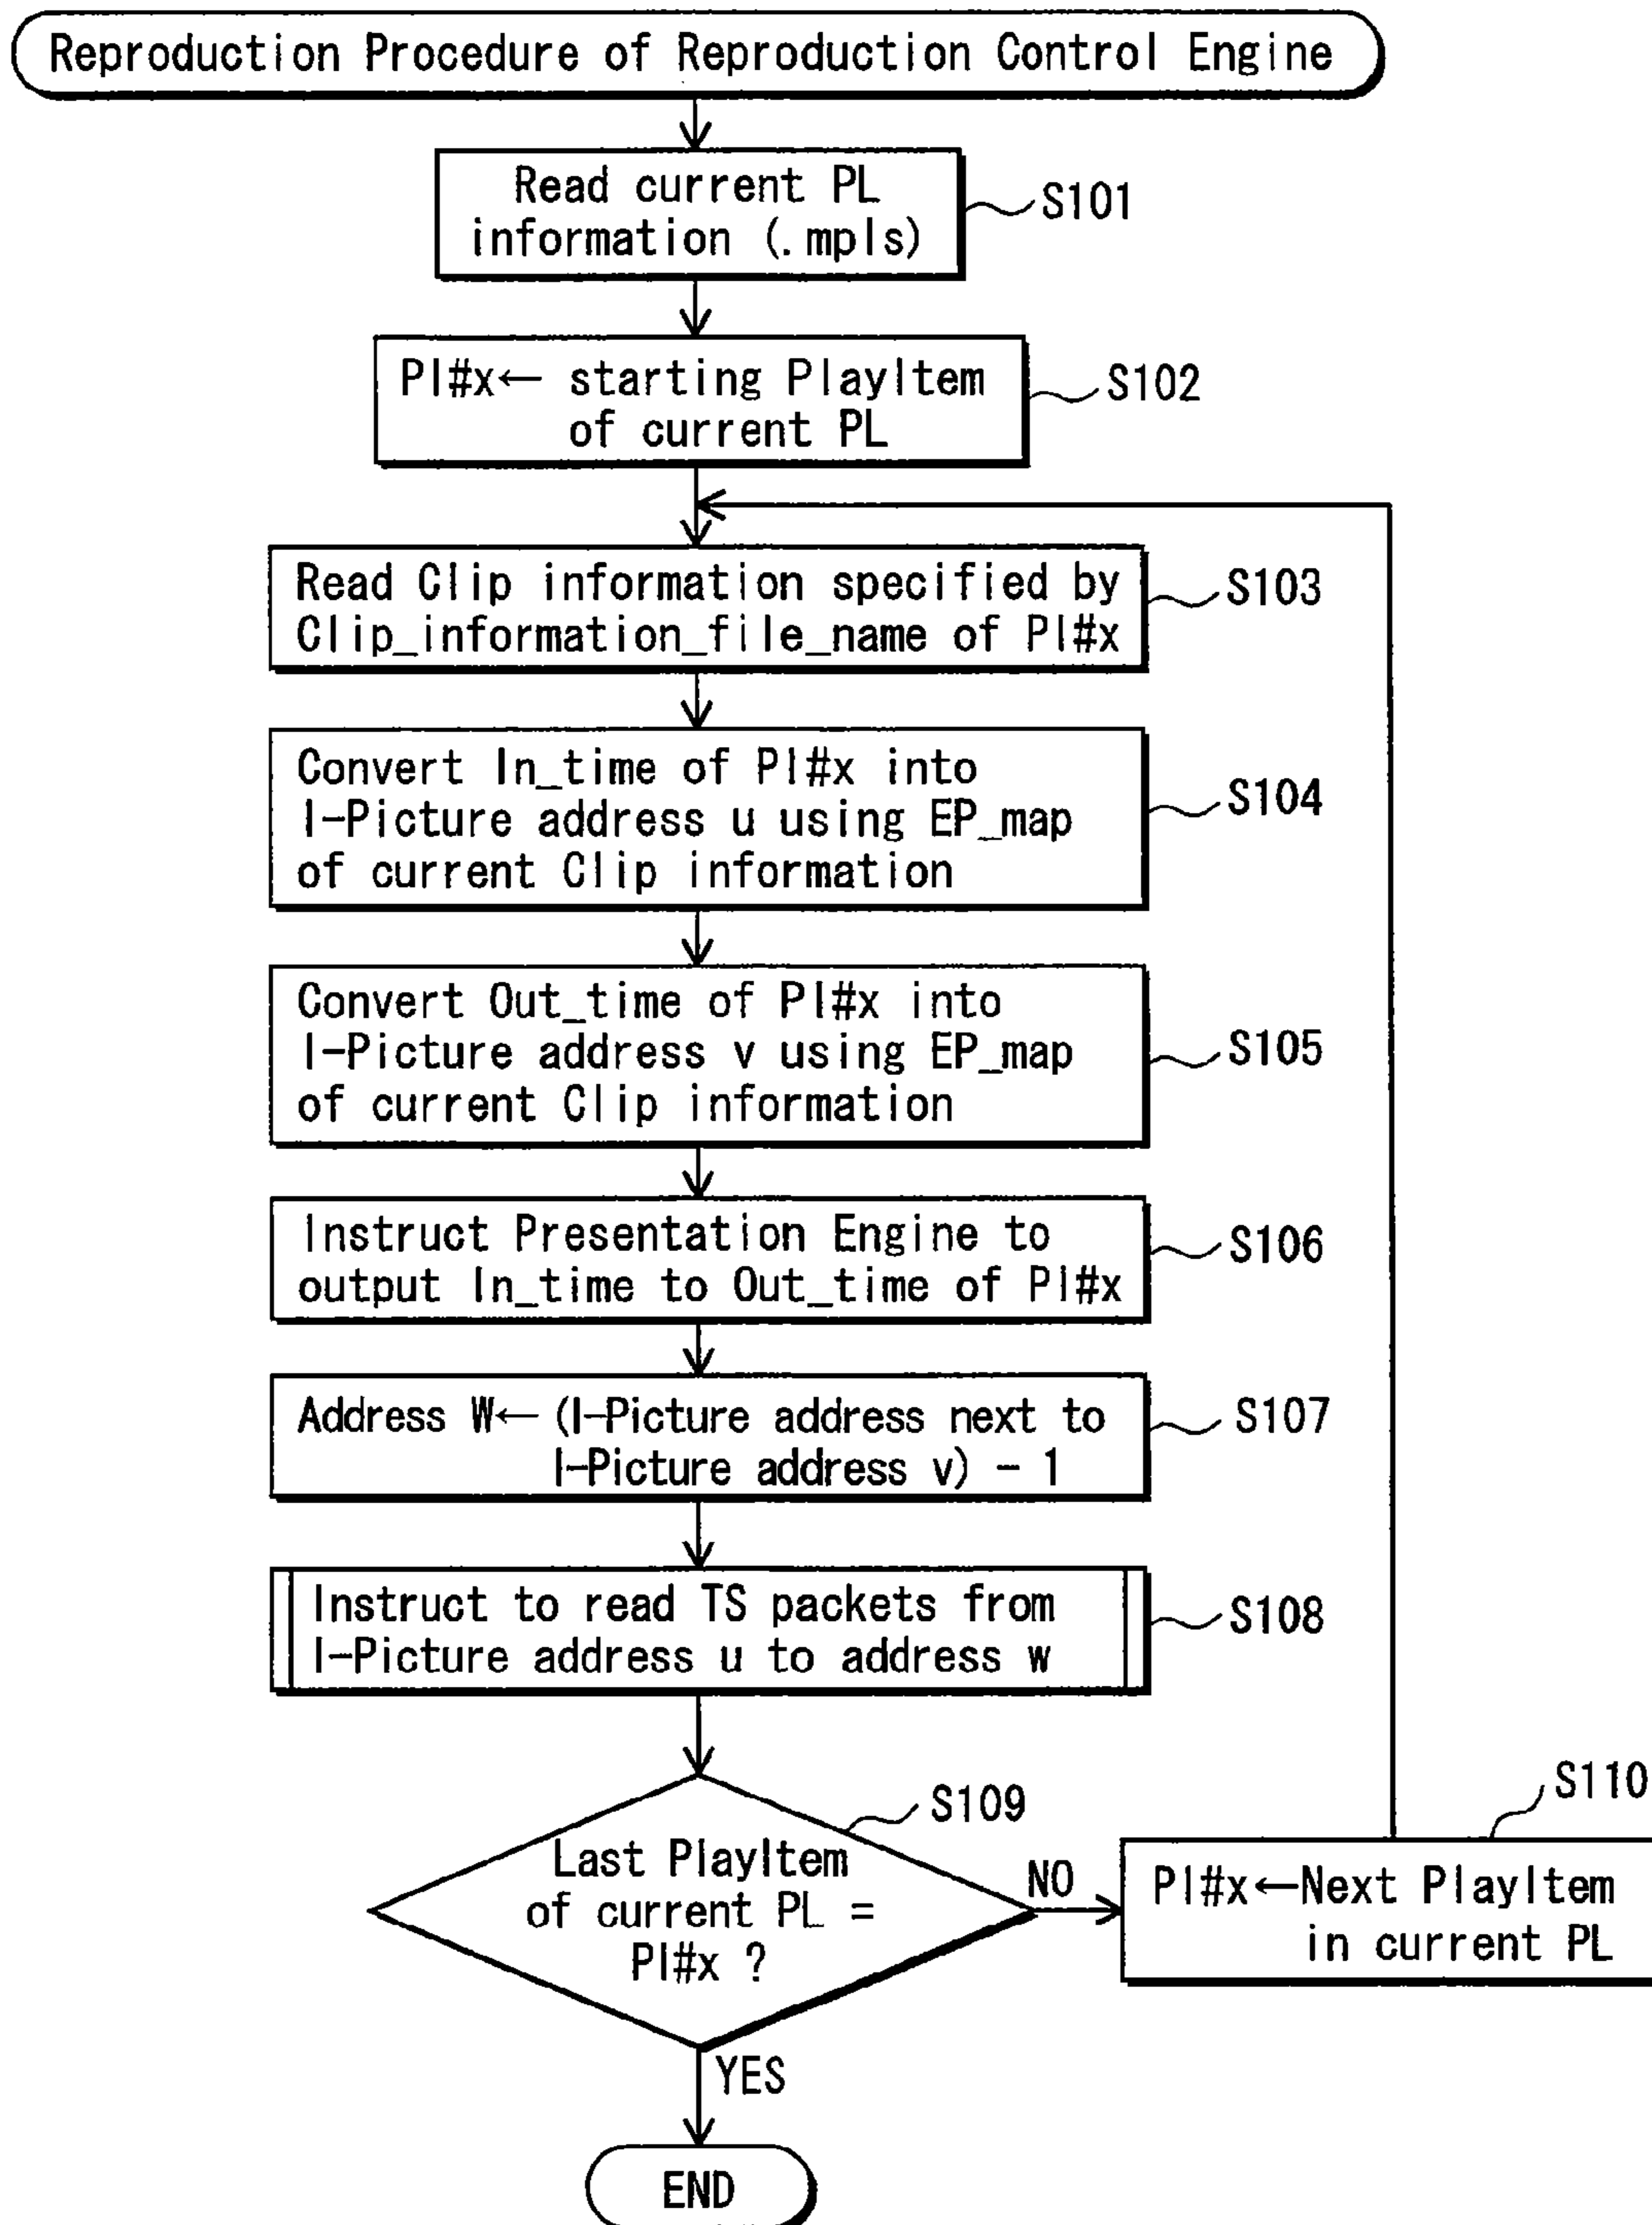 Reproduction Procedure of Reproduction Control Engine
Read current PL
information (.mpls)
S101
PI#x← starting PlayItem
of current PL
S102
Read Clip information specified by
Clip_information_file_name of PI#x
S103
Convert In_time of PI#x into
I-Picture address u using EP_map
of current Clip information
S104
Convert Out_time of PI#x into
I-Picture address v using EP_map
of current Clip information
S105
Instruct Presentation Engine to
output In_time to Out_time of PI#x
S106
Address W← (I-Picture address next to
I-Picture address v) - 1
S107
Instruct to read TS packets from
I-Picture address u to address w
S108
Last PlayItem
of current PL =
PI#x ?
S109
NO
PI#x←Next PlayItem
in current PL
S110
YES
END